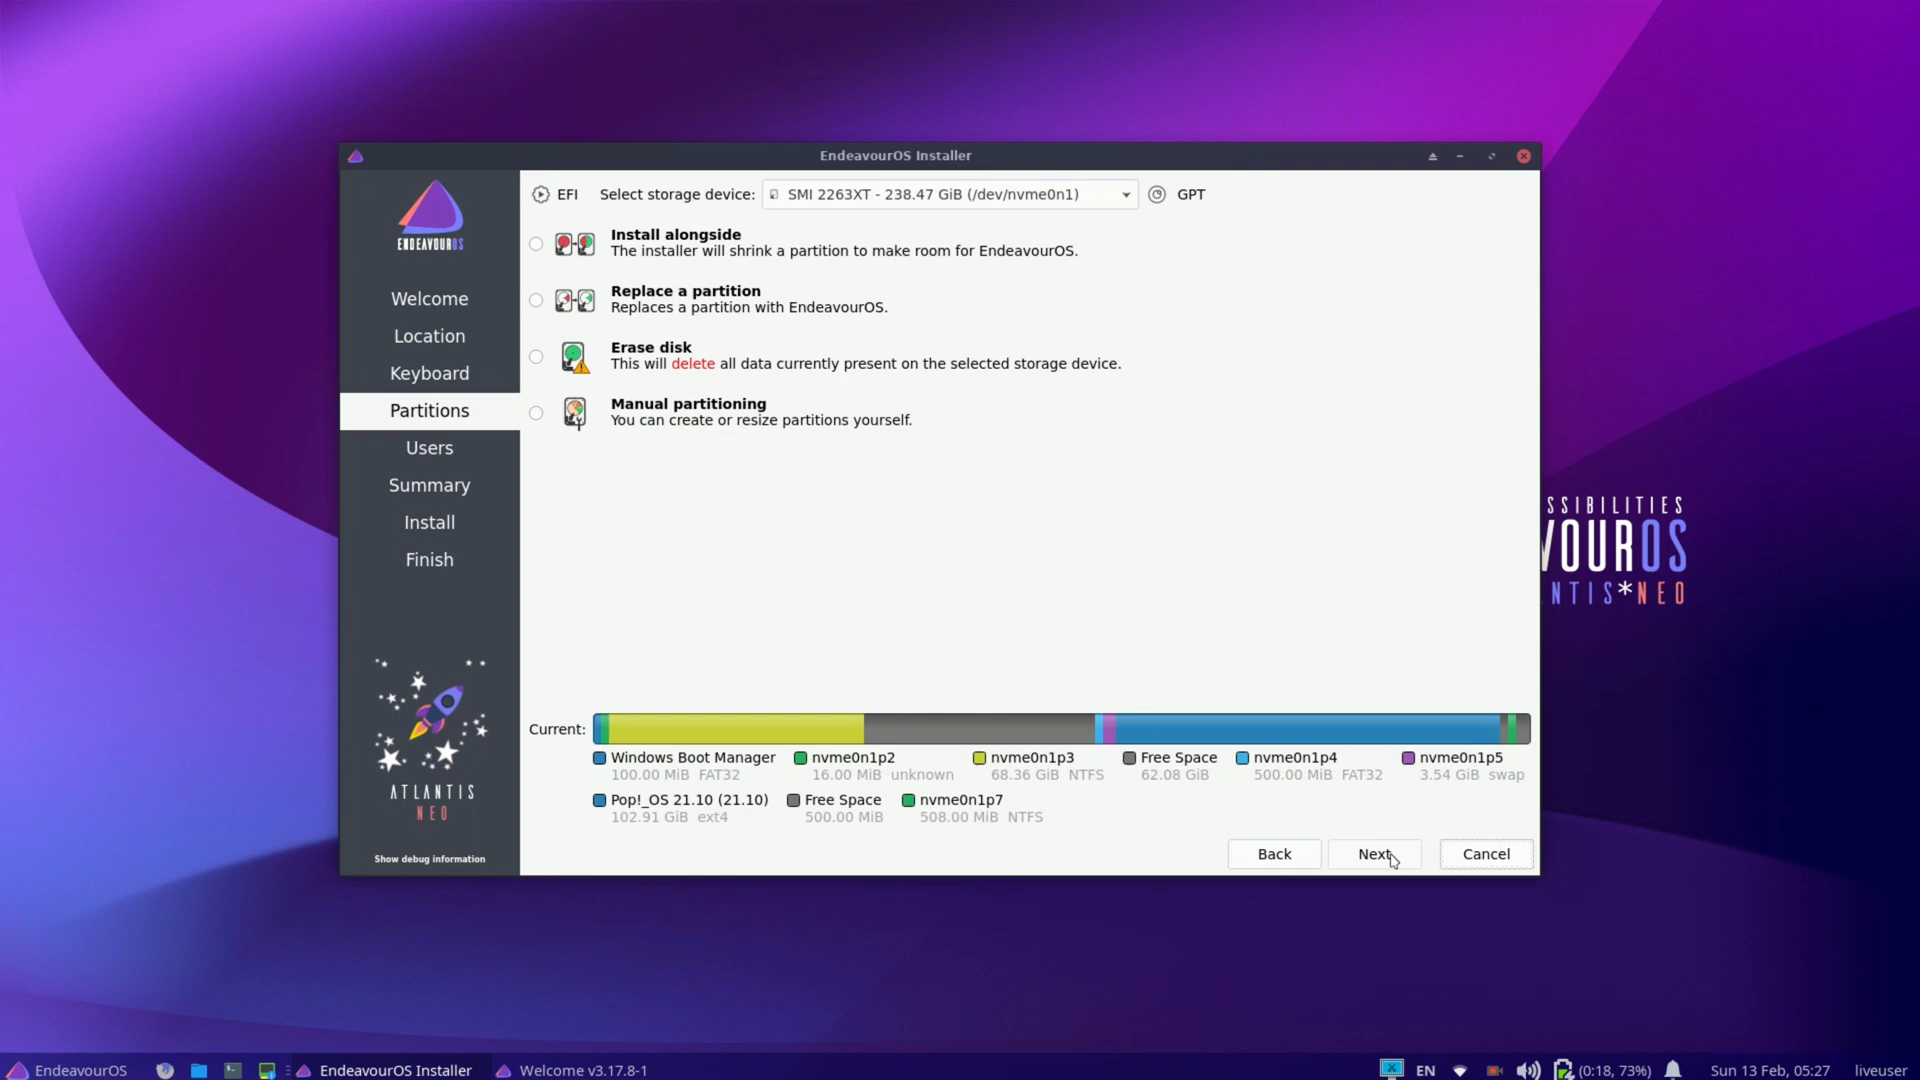 EndeavourOS Installer
ENDEAVOUROS
Welcome
Location
Keyboard
Partitions
Users
Summary
Install
Finish
ATLANTIS
NEO
Show debug information
EFI Select storage device: SMI 2263XT - 238.47 GiB (/dev/nvme0n1) GPT
Install alongside
The installer will shrink a partition to make room for EndeavourOS.
Replace a partition
Replaces a partition with EndeavourOS.
Erase disk
This will delete all data currently present on the selected storage device.
Manual partitioning
You can create or resize partitions yourself.
Current:
Windows Boot Manager nvme0n1p2 nvme0n1p3 Free Space nvme0n1p4 nvme0n1p5
100.00 MiB FAT32 16.00 MiB unknown 68.36 GiB NTFS 62.08 GiB 500.00 MiB FAT32 3.54 GiB swap
Pop!_OS 21.10 (21.10) Free Space nvme0n1p7
102.91 GiB ext4 500.00 MiB 508.00 MiB NTFS
Back Next Cancel
SSIBILITIES
VOUROS
NTIS*NEO
EndeavourOS EndeavourOS Installer Welcome v3.17.8-1 EN (0:18, 73%) Sun 13 Feb, 05:27 liveuser